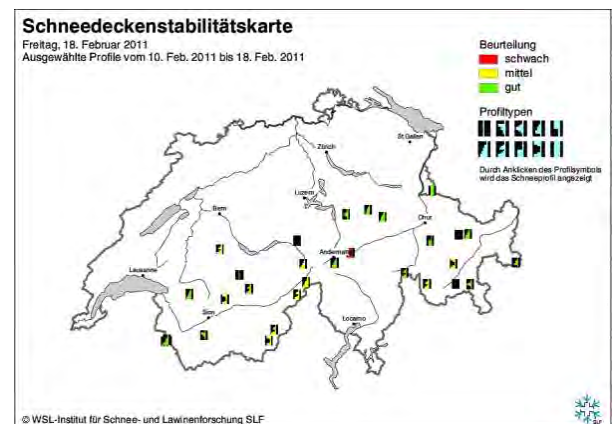 Schneedeckenstabilitätskarte
Freitag, 18. Februar 2011
Ausgewählte Profile vom 10. Feb. 2011 bis 18. Feb. 2011
Beurteilung
schwach
mittel
gut
Profiltypen
Durch Anklicken des Profilsymbols
wird das Schneeprofil angezeigt
St.Gallen
Zürich
Luzern
Bern
Chur
Andermatt
Lausanne
Sion
Locarno
© WSL-Institut für Schnee- und Lawinenforschung SLF
SLF